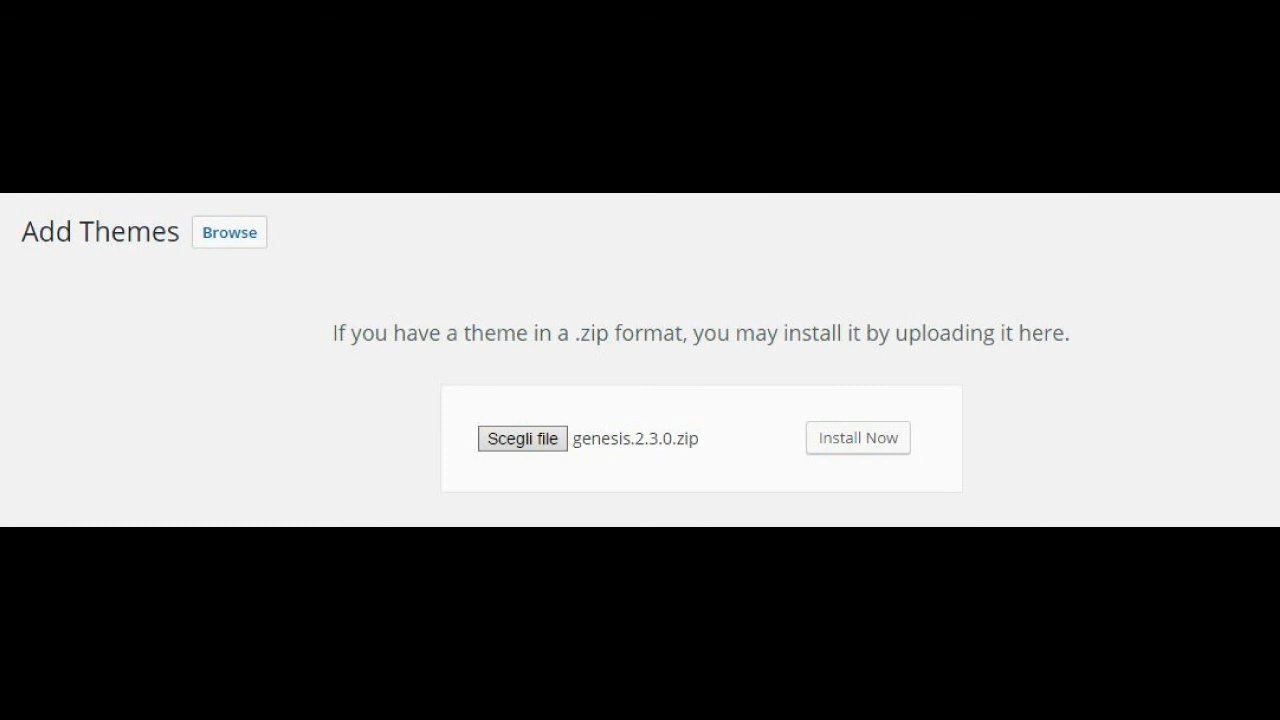 Add Themes Browse
If you have a theme in a .zip format, you may install it by uploading it here.
Scegli file genesis.2.3.0.zip Install Now